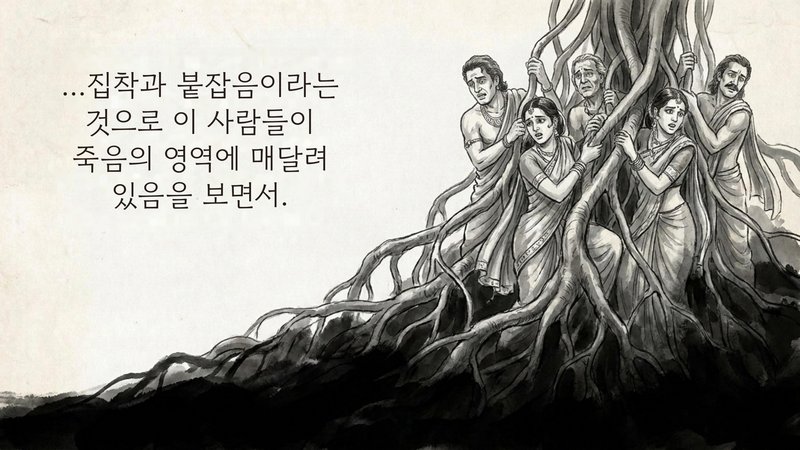 ...집착과 붙잡음이라는
것으로 이 사람들이
죽음의 영역에 매달려
있음을 보면서.